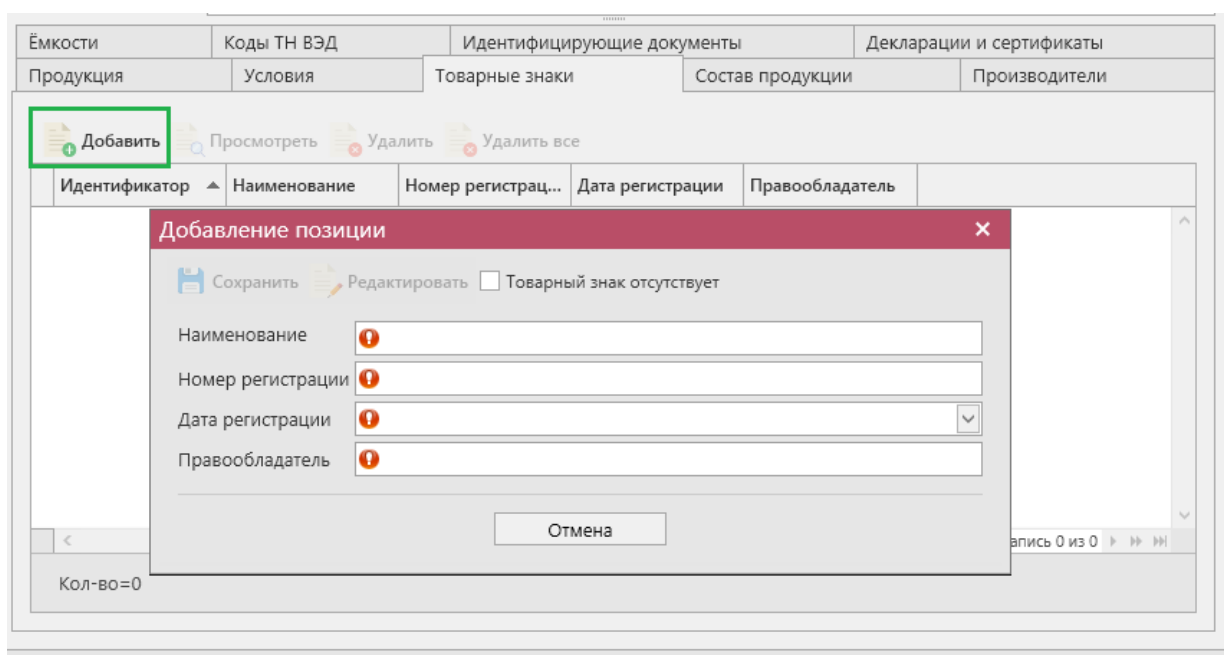 Ёмкости Коды ТН ВЭД Идентифицирующие документы Декларации и сертификаты
Продукция Условия Товарные знаки Состав продукции Производители
Добавить Просмотреть Удалить Удалить все
Идентификатор Наименование Номер регистрац... Дата регистрации Правообладатель
Добавление позиции
Сохранить Редактировать Товарный знак отсутствует
Наименование
Номер регистрации
Дата регистрации
Правообладатель
Отмена
апись 0 из 0
Кол-во=0